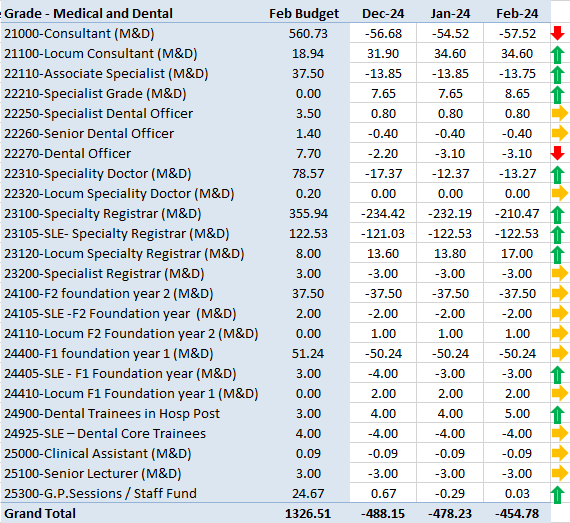 Grade - Medical and Dental Feb Budget Dec-24 Jan-24 Feb-24
21000-Consultant (M&D) 560.73 -56.68 -54.52 -57.52
21100-Locum Consultant (M&D) 18.94 31.90 34.60 34.60
22110-Associate Specialist (M&D) 37.50 -13.85 -13.85 -13.75
22210-Specialist Grade (M&D) 0.00 7.65 7.65 8.65
22250-Specialist Dental Officer 3.50 0.80 0.80 0.80
22260-Senior Dental Officer 1.40 -0.40 -0.40 -0.40
22270-Dental Officer 7.70 -2.20 -3.10 -3.10
22310-Speciality Doctor (M&D) 78.57 -17.37 -12.37 -13.27
22320-Locum Speciality Doctor (M&D) 0.20 0.00 0.00 0.00
23100-Specialty Registrar (M&D) 355.94 -234.42 -232.19 -210.47
23105-SLE- Specialty Registrar (M&D) 122.53 -121.03 -122.53 -122.53
23120-Locum Specialty Registrar (M&D) 8.00 13.60 13.80 17.00
23200-Specialist Registrar (M&D) 3.00 -3.00 -3.00 -3.00
24100-F2 foundation year 2 (M&D) 37.50 -37.50 -37.50 -37.50
24105-SLE -F2 Foundation year (M&D) 2.00 -2.00 -2.00 -2.00
24110-Locum F2 Foundation year 2 (M&D) 0.00 1.00 1.00 1.00
24400-F1 foundation year 1 (M&D) 51.24 -50.24 -50.24 -50.24
24405-SLE - F1 Foundation year (M&D) 3.00 -4.00 -3.00 -3.00
24410-Locum F1 Foundation year 1 (M&D) 0.00 2.00 2.00 2.00
24900-Dental Trainees in Hosp Post 3.00 4.00 4.00 5.00
24925-SLE – Dental Core Trainees 4.00 -4.00 -4.00 -4.00
25000-Clinical Assistant (M&D) 0.09 -0.09 -0.09 -0.09
25100-Senior Lecturer (M&D) 3.00 -3.00 -3.00 -3.00
25300-G.P.Sessions / Staff Fund 24.67 0.67 -0.29 0.03
Grand Total 1326.51 -488.15 -478.23 -454.78